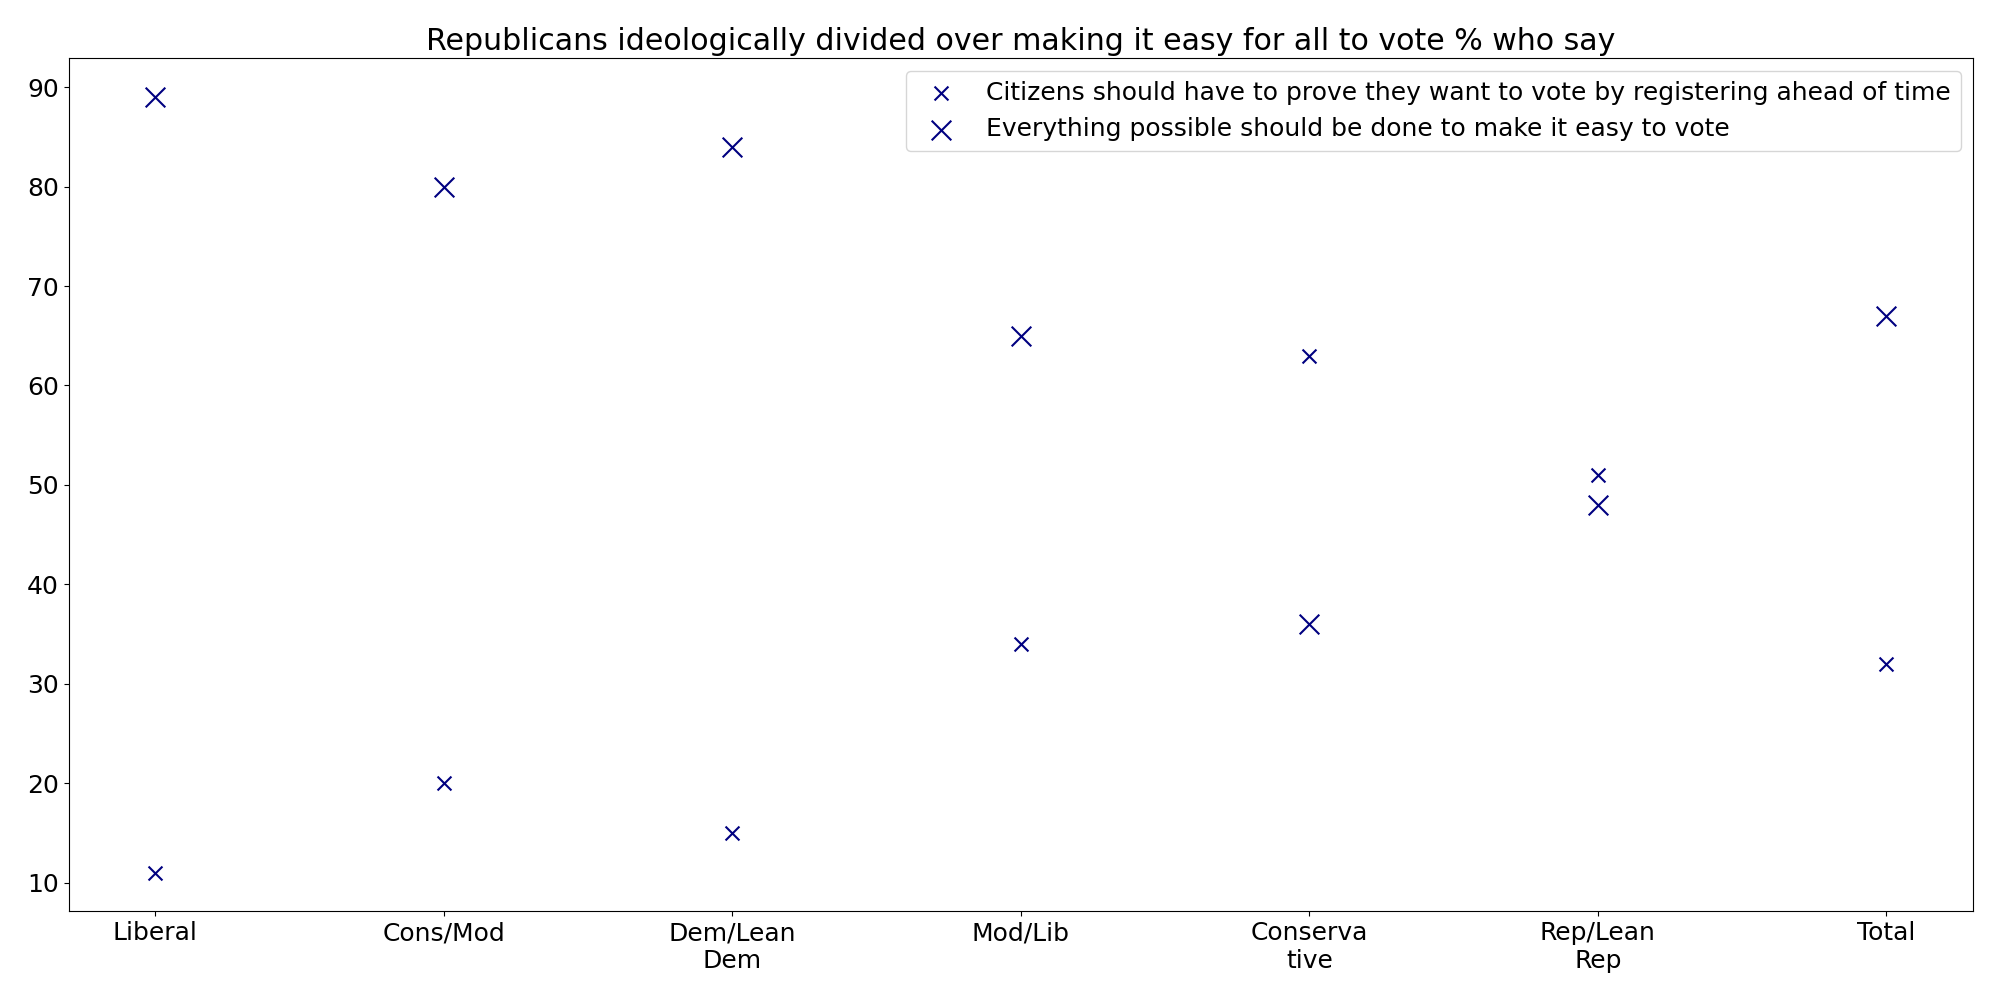 Republicans ideologically divided over making it easy for all to vote % who say
Citizens should have to prove they want to vote by registering ahead of time
Everything possible should be done to make it easy to vote
90
80
70
60
50
40
30
20
10
Liberal
Cons/Mod
Dem/Lean
Dem
Mod/Lib
Conserva
tive
Rep/Lean
Rep
Total